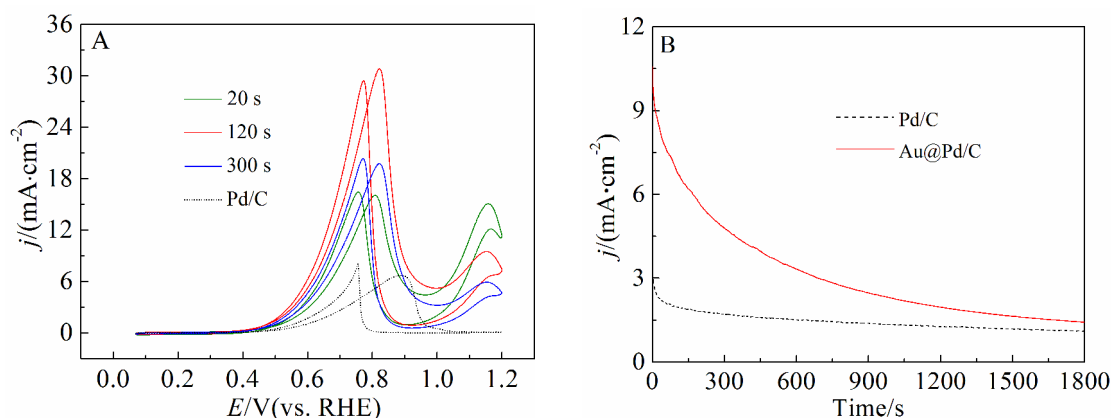 A
36
30
24
18
12
6
0
j/(mA·cm⁻²)
20 s
120 s
300 s
Pd/C
0.0 0.2 0.4 0.6 0.8 1.0 1.2
E/V(vs. RHE)
B
12
9
6
3
0
j/(mA·cm⁻²)
Pd/C
Au@Pd/C
0 300 600 900 1200 1500 1800
Time/s